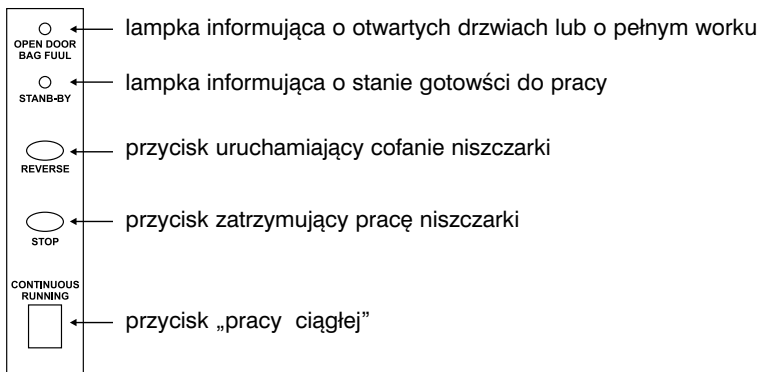 OPEN DOOR
BAG FUUL
lampka informująca o otwartych drzwiach lub o pełnym worku
STANB-BY
lampka informująca o stanie gotowści do pracy
REVERSE
przycisk uruchamiający cofanie niszczarki
STOP
przycisk zatrzymujący pracę niszczarki
CONTINUOUS
RUNNING
przycisk „pracy ciągłej”